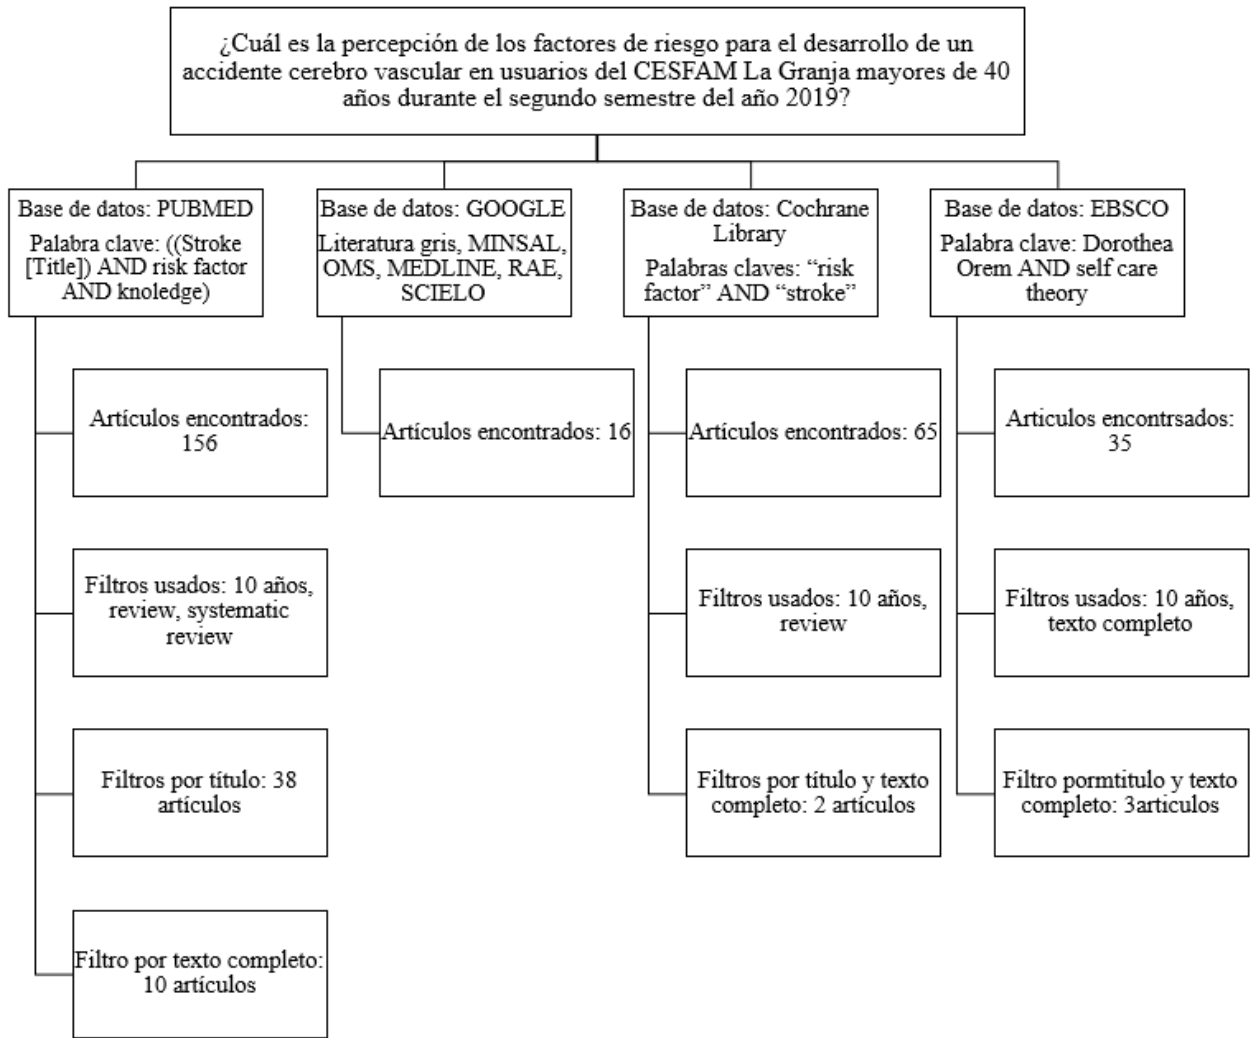 ¿Cuál es la percepción de los factores de riesgo para el desarrollo de un
accidente cerebro vascular en usuarios del CESFAM La Granja mayores de 40
años durante el segundo semestre del año 2019?
Base de datos: PUBMED
Palabra clave: ((Stroke
[Title]) AND risk factor
AND knoledge)
Artículos encontrados:
156
Filtros usados: 10 años,
review, systematic
review
Filtros por título: 38
artículos
Filtro por texto completo:
10 artículos
Base de datos: GOOGLE
Literatura gris, MINSAL,
OMS, MEDLINE, RAE,
SCIELO
Artículos encontrados: 16
Base de datos: Cochrane
Library
Palabras claves: “risk
factor” AND “stroke”
Artículos encontrados: 65
Filtros usados: 10 años,
review
Filtros por título y texto
completo: 2 artículos
Base de datos: EBSCO
Palabra clave: Dorothea
Orem AND self care
theory
Articulos encontrsados:
35
Filtros usados: 10 años,
texto completo
Filtro pormtitulo y texto
completo: 3articulos